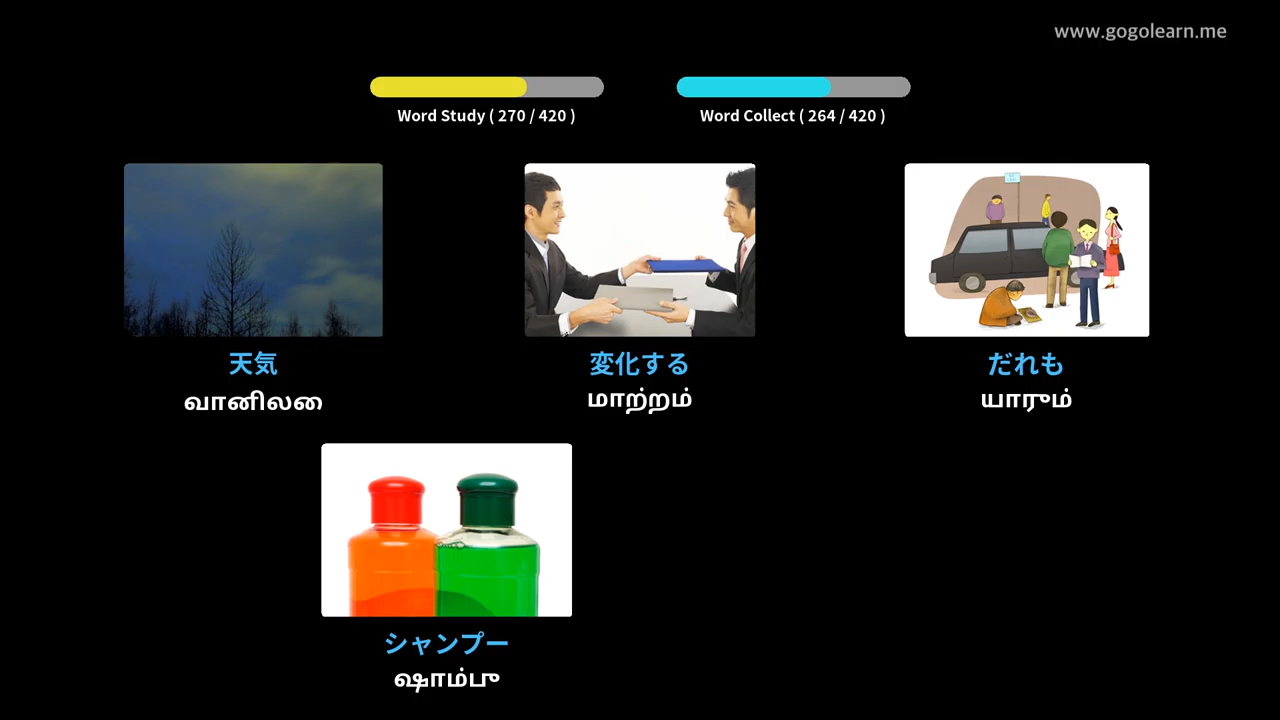 www.gogolearn.me
Word Study ( 270 / 420 )
Word Collect ( 264 / 420 )
天気
வானிலை
変化する
மாற்றம்
だれも
யாரும்
シャンプー
ஷாம்பு